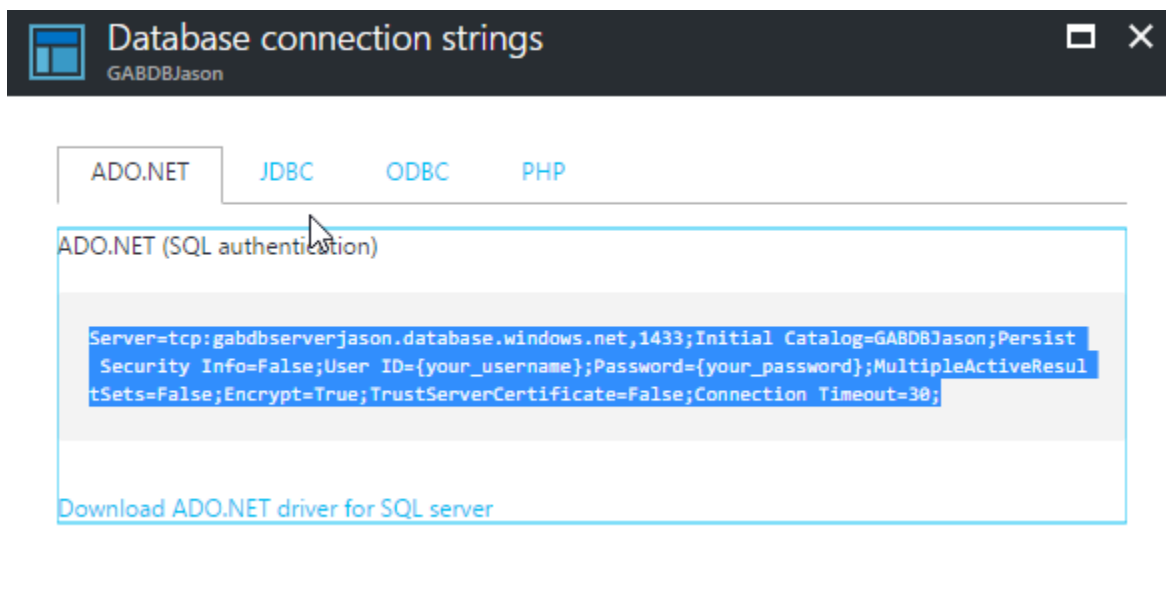 Database connection strings
GABDBJason
ADO.NET JDBC ODBC PHP
ADO.NET (SQL authentication)
Server=tcp:gabdbserverjason.database.windows.net,1433;Initial Catalog=GABDBJason;Persist
Security Info=False;User ID={your_username};Password={your_password};MultipleActiveResul
tSets=False;Encrypt=True;TrustServerCertificate=False;Connection Timeout=30;
Download ADO.NET driver for SQL server